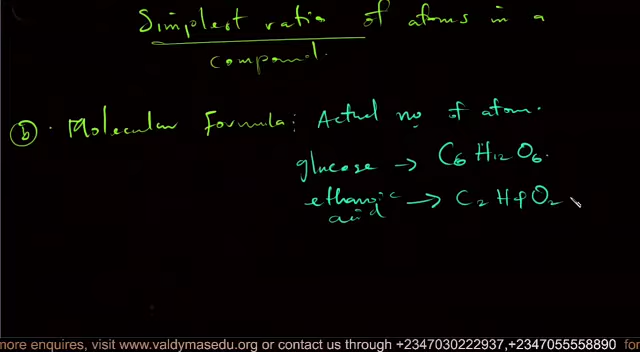 Simplest ratio of atoms in a
compound.
(b). Molecular Formula: Actual no of atom.
glucose → C6 H12 O6.
ethanoic acid → C2 H4 O2
more enquires, visit www.valdymasedu.org or contact us through +2347030222937,+2347055558890 for